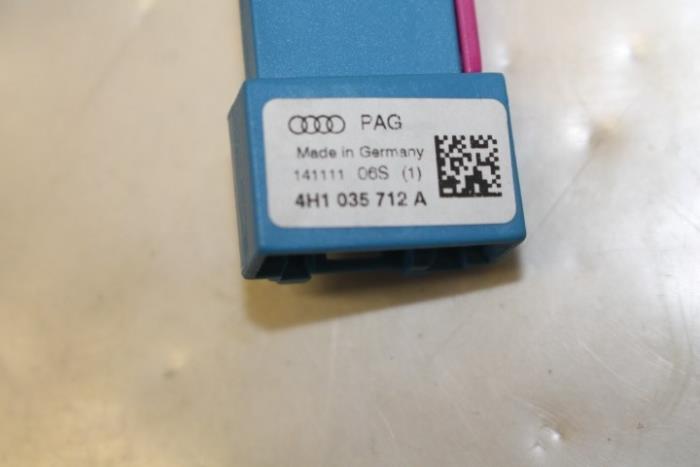 PAG
Made in Germany
141111 06S (1)
4H1 035 712 A